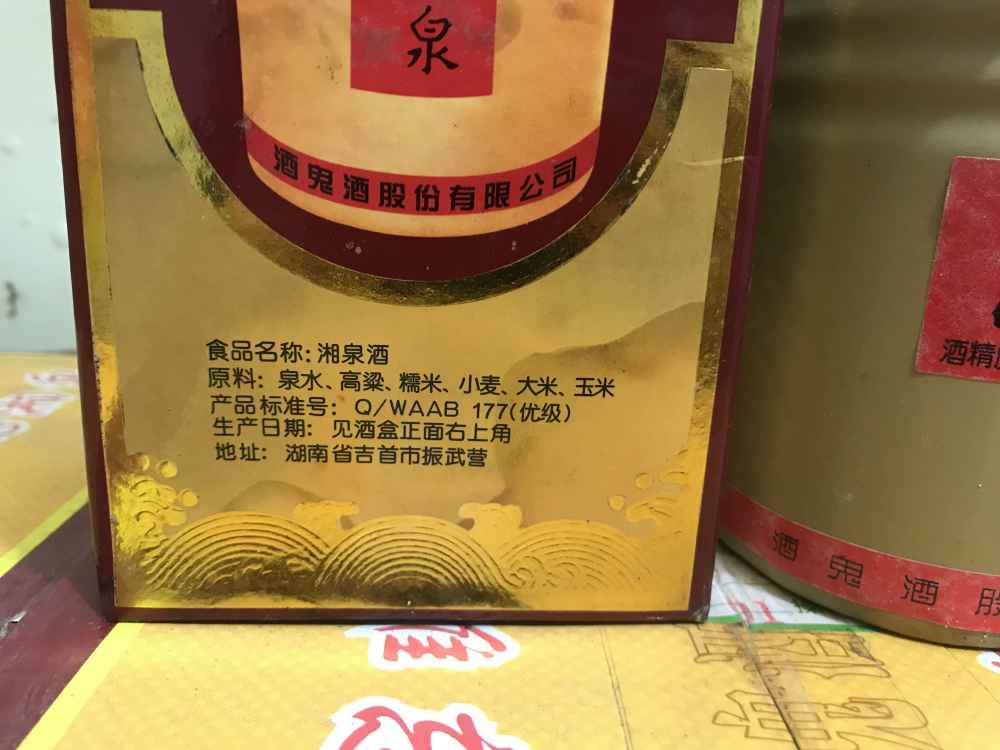 泉
酒鬼酒股份有限公司
食品名称：湘泉酒
原料：泉水、高粱、糯米、小麦、大米、玉米
产品标准号：Q/WAAB 177(优级)
生产日期：见酒盒正面右上角
地址：湖南省吉首市振武营
酒精
酒鬼酒股